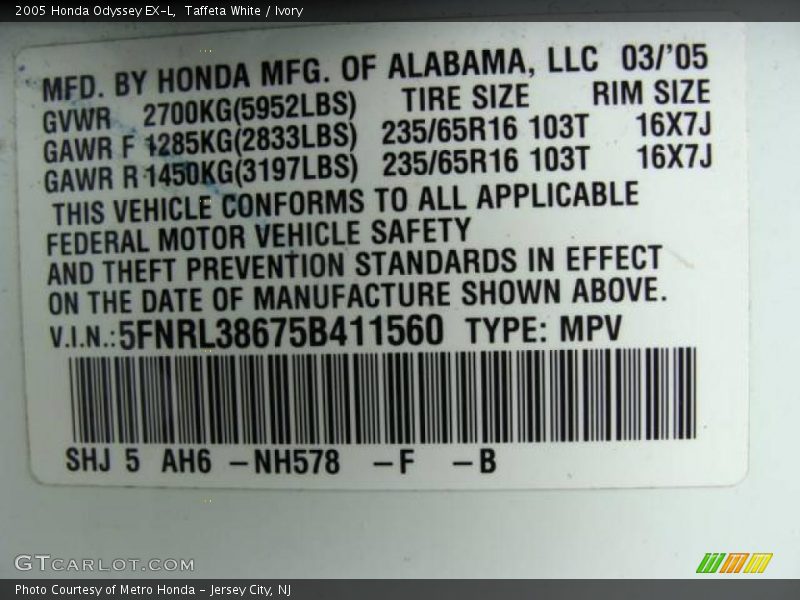 2005 Honda Odyssey EX-L, Taffeta White / Ivory
MFD. BY HONDA MFG. OF ALABAMA, LLC 03/'05
GVWR 2700KG(5952LBS) TIRE SIZE RIM SIZE
GAWR F 1285KG(2833LBS) 235/65R16 103T 16X7J
GAWR R 1450KG(3197LBS) 235/65R16 103T 16X7J
THIS VEHICLE CONFORMS TO ALL APPLICABLE
FEDERAL MOTOR VEHICLE SAFETY
AND THEFT PREVENTION STANDARDS IN EFFECT
ON THE DATE OF MANUFACTURE SHOWN ABOVE.
V.I.N.:5FNRL38675B411560 TYPE: MPV
SHJ 5 AH6 -NH578 -F -B
GTCARLOT.COM
Photo Courtesy of Metro Honda - Jersey City, NJ